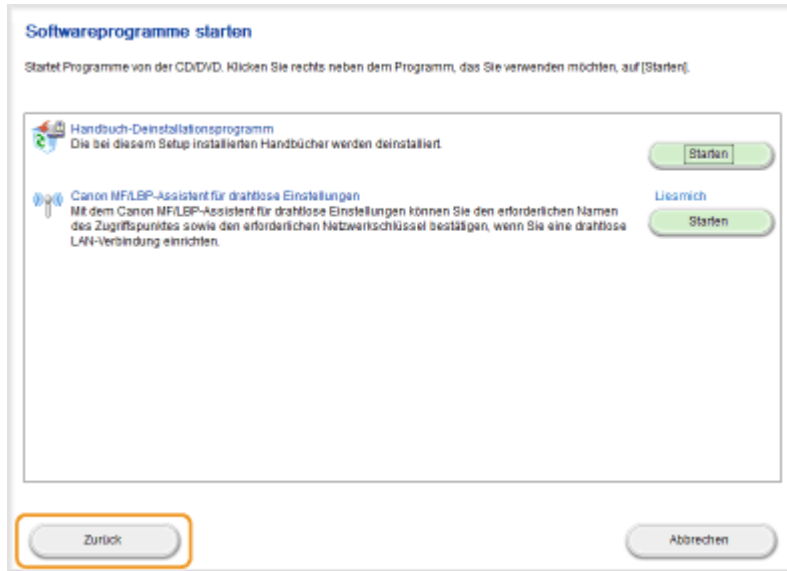 Softwareprogramme starten
Startet Programme von der CD/DVD. Klicken Sie rechts neben dem Programm, das Sie verwenden möchten, auf [Starten].
Handbuch-Deinstallationsprogramm
Die bei diesem Setup installierten Handbücher werden deinstalliert.
Starten
Canon MF/LBP-Assistent für drahtlose Einstellungen
Liesmich
Mit dem Canon MF/LBP-Assistent für drahtlose Einstellungen können Sie den erforderlichen Namen
des Zugriffspunktes sowie den erforderlichen Netzwerkschlüssel bestätigen, wenn Sie eine drahtlose
LAN-Verbindung einrichten.
Starten
Zurück
Abbrechen